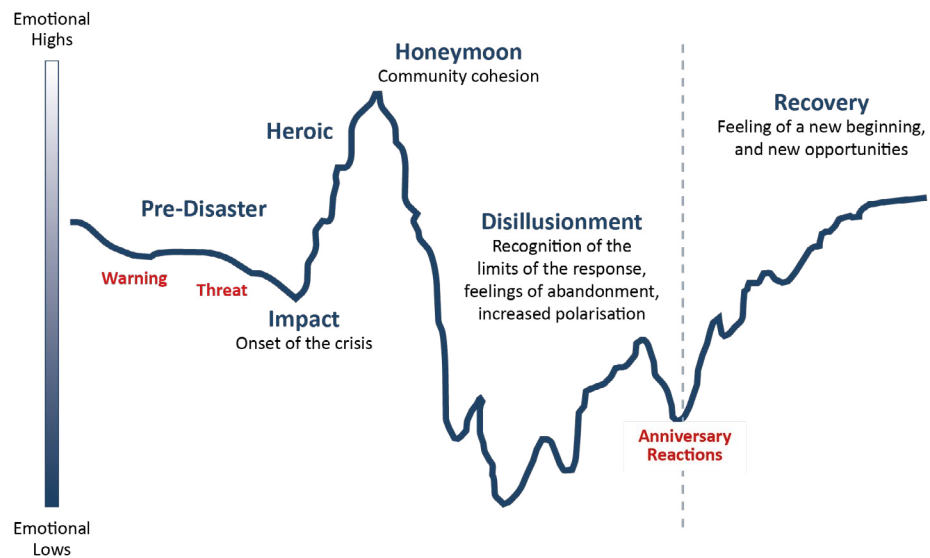 Emotional
Highs
Honeymoon
Community cohesion
Heroic
Recovery
Feeling of a new beginning,
and new opportunities
Pre-Disaster
Warning
Threat
Impact
Onset of the crisis
Disillusionment
Recognition of the
limits of the response,
feelings of abandonment,
increased polarisation
Anniversary
Reactions
Emotional
Lows